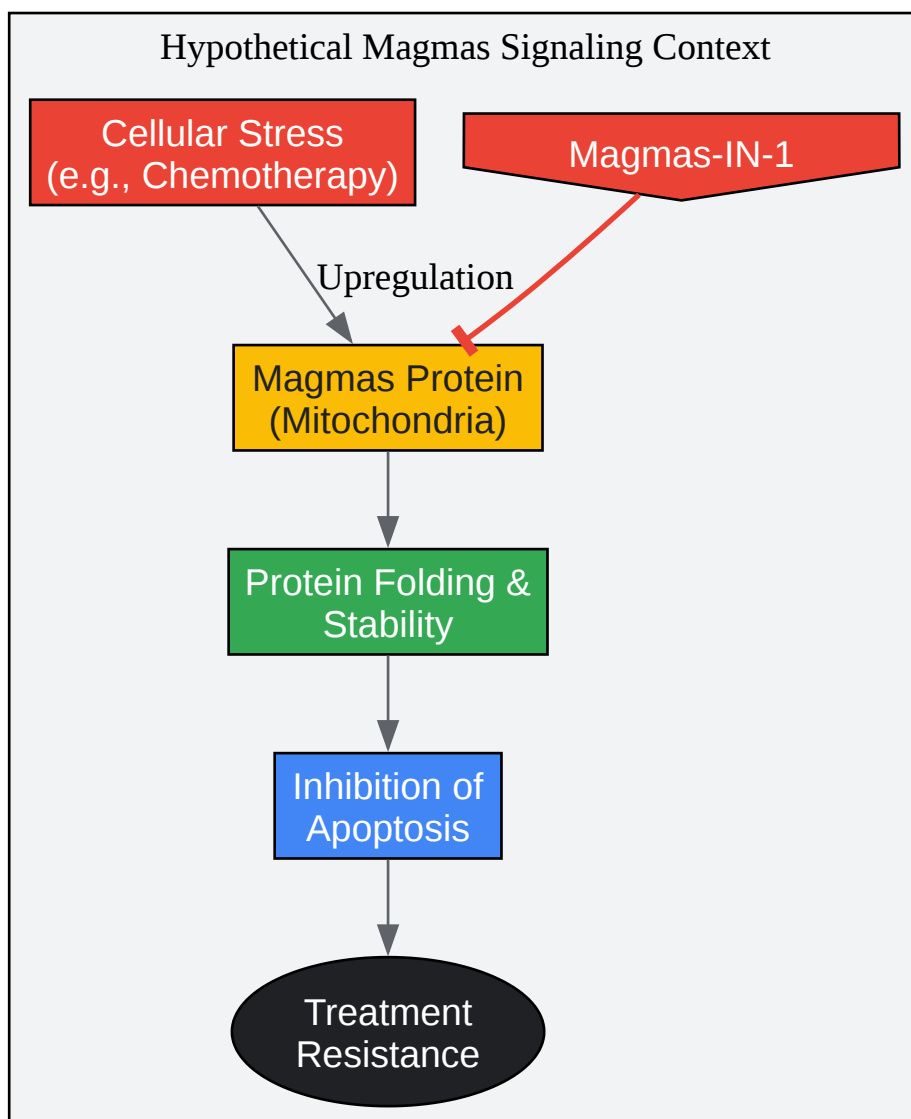 Hypothetical Magmas Signaling Context
Cellular Stress
(e.g., Chemotherapy)
Magmas-IN-1
Upregulation
Magmas Protein
(Mitochondria)
Protein Folding &
Stability
Inhibition of
Apoptosis
Treatment
Resistance